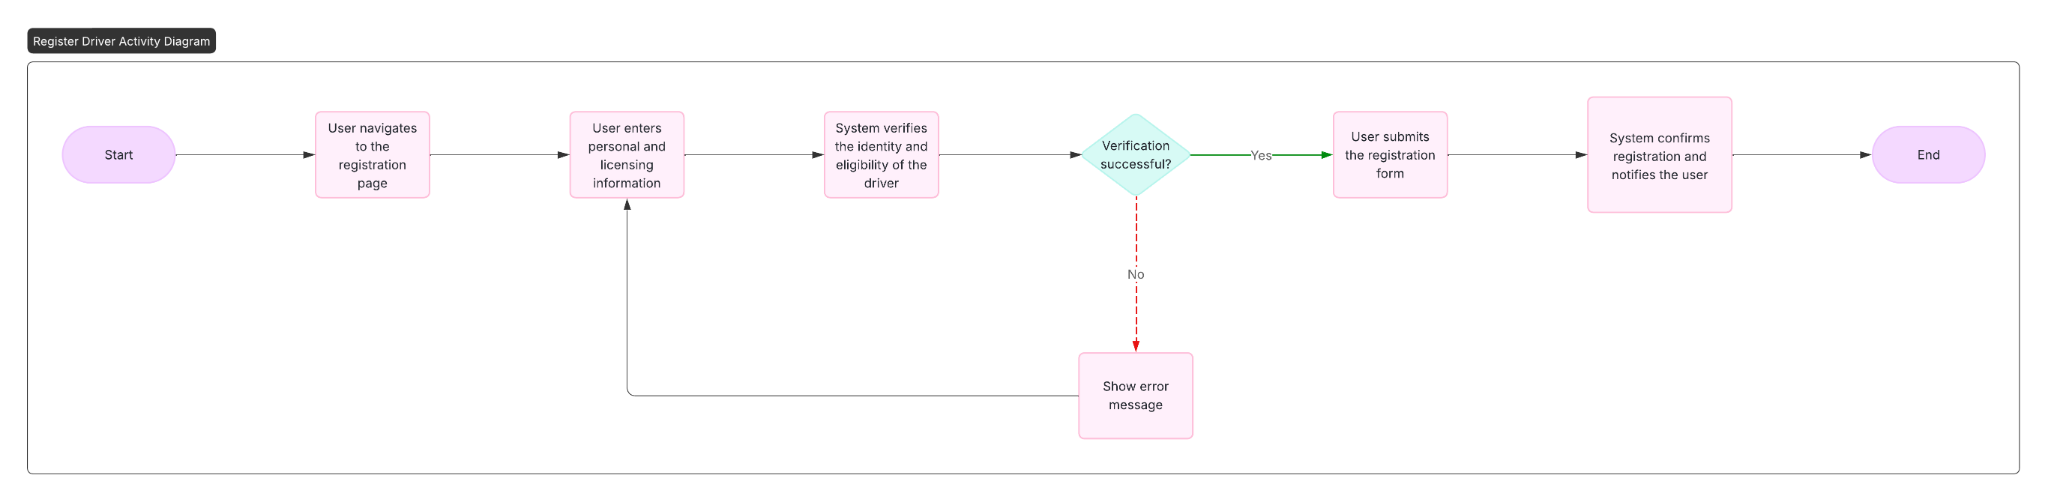 Register Driver Activity Diagram
Start
User navigates
to the
registration
page
User enters
personal and
licensing
information
System verifies
the identity and
eligibility of the
driver
Verification
successful?
Yes
User submits
the registration
form
System confirms
registration and
notifies the user
End
No
Show error
message